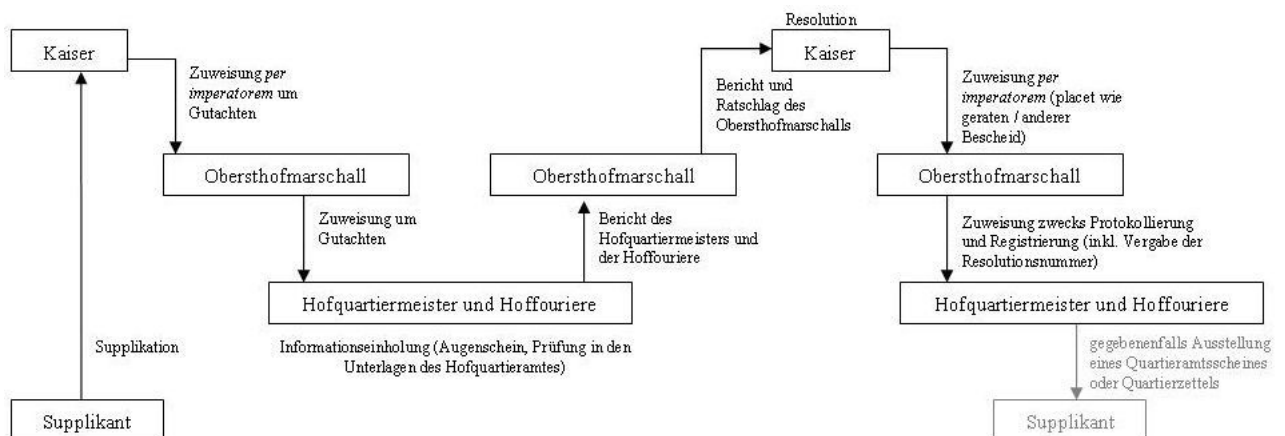 Kaiser
Zuweisung per
imperatorem um
Gutachten
Obersthofmarschall
Zuweisung um
Gutachten
Hofquartiermeister und Hoffouriere
Informationseinholung (Augenschein, Prüfung in den
Unterlagen des Hofquartieramtes)
Supplikation
Supplikant
Obersthofmarschall
Bericht des
Hofquartiermeisters und
der Hoffouriere
Bericht und
Ratschlag des
Obersthofmarschalls
Resolution
Kaiser
Zuweisung per
imperatorem (placet wie
geraten / anderer
Bescheid)
Obersthofmarschall
Zuweisung zwecks Protokollierung
und Registrierung (inkl. Vergabe der
Resolutionsnummer)
Hofquartiermeister und Hoffouriere
gegebenenfalls Ausstellung
eines Quartieramtsscheines
oder Quartierzettels
Supplikant